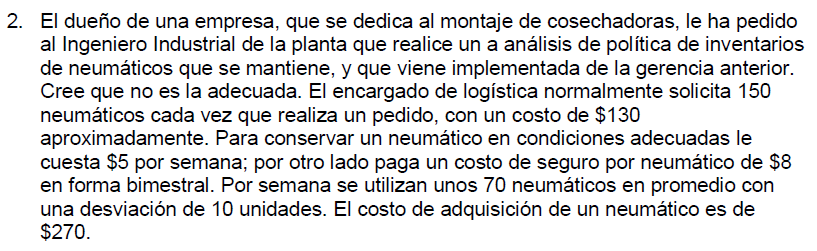 2. El dueño de una empresa, que se dedica al montaje de cosechadoras, le ha pedido
al Ingeniero Industrial de la planta que realice un a análisis de política de inventarios
de neumáticos que se mantiene, y que viene implementada de la gerencia anterior.
Cree que no es la adecuada. El encargado de logística normalmente solicita 150
neumáticos cada vez que realiza un pedido, con un costo de $130
aproximadamente. Para conservar un neumático en condiciones adecuadas le
cuesta $5 por semana; por otro lado paga un costo de seguro por neumático de $8
en forma bimestral. Por semana se utilizan unos 70 neumáticos en promedio con
una desviación de 10 unidades. El costo de adquisición de un neumático es de
$270.